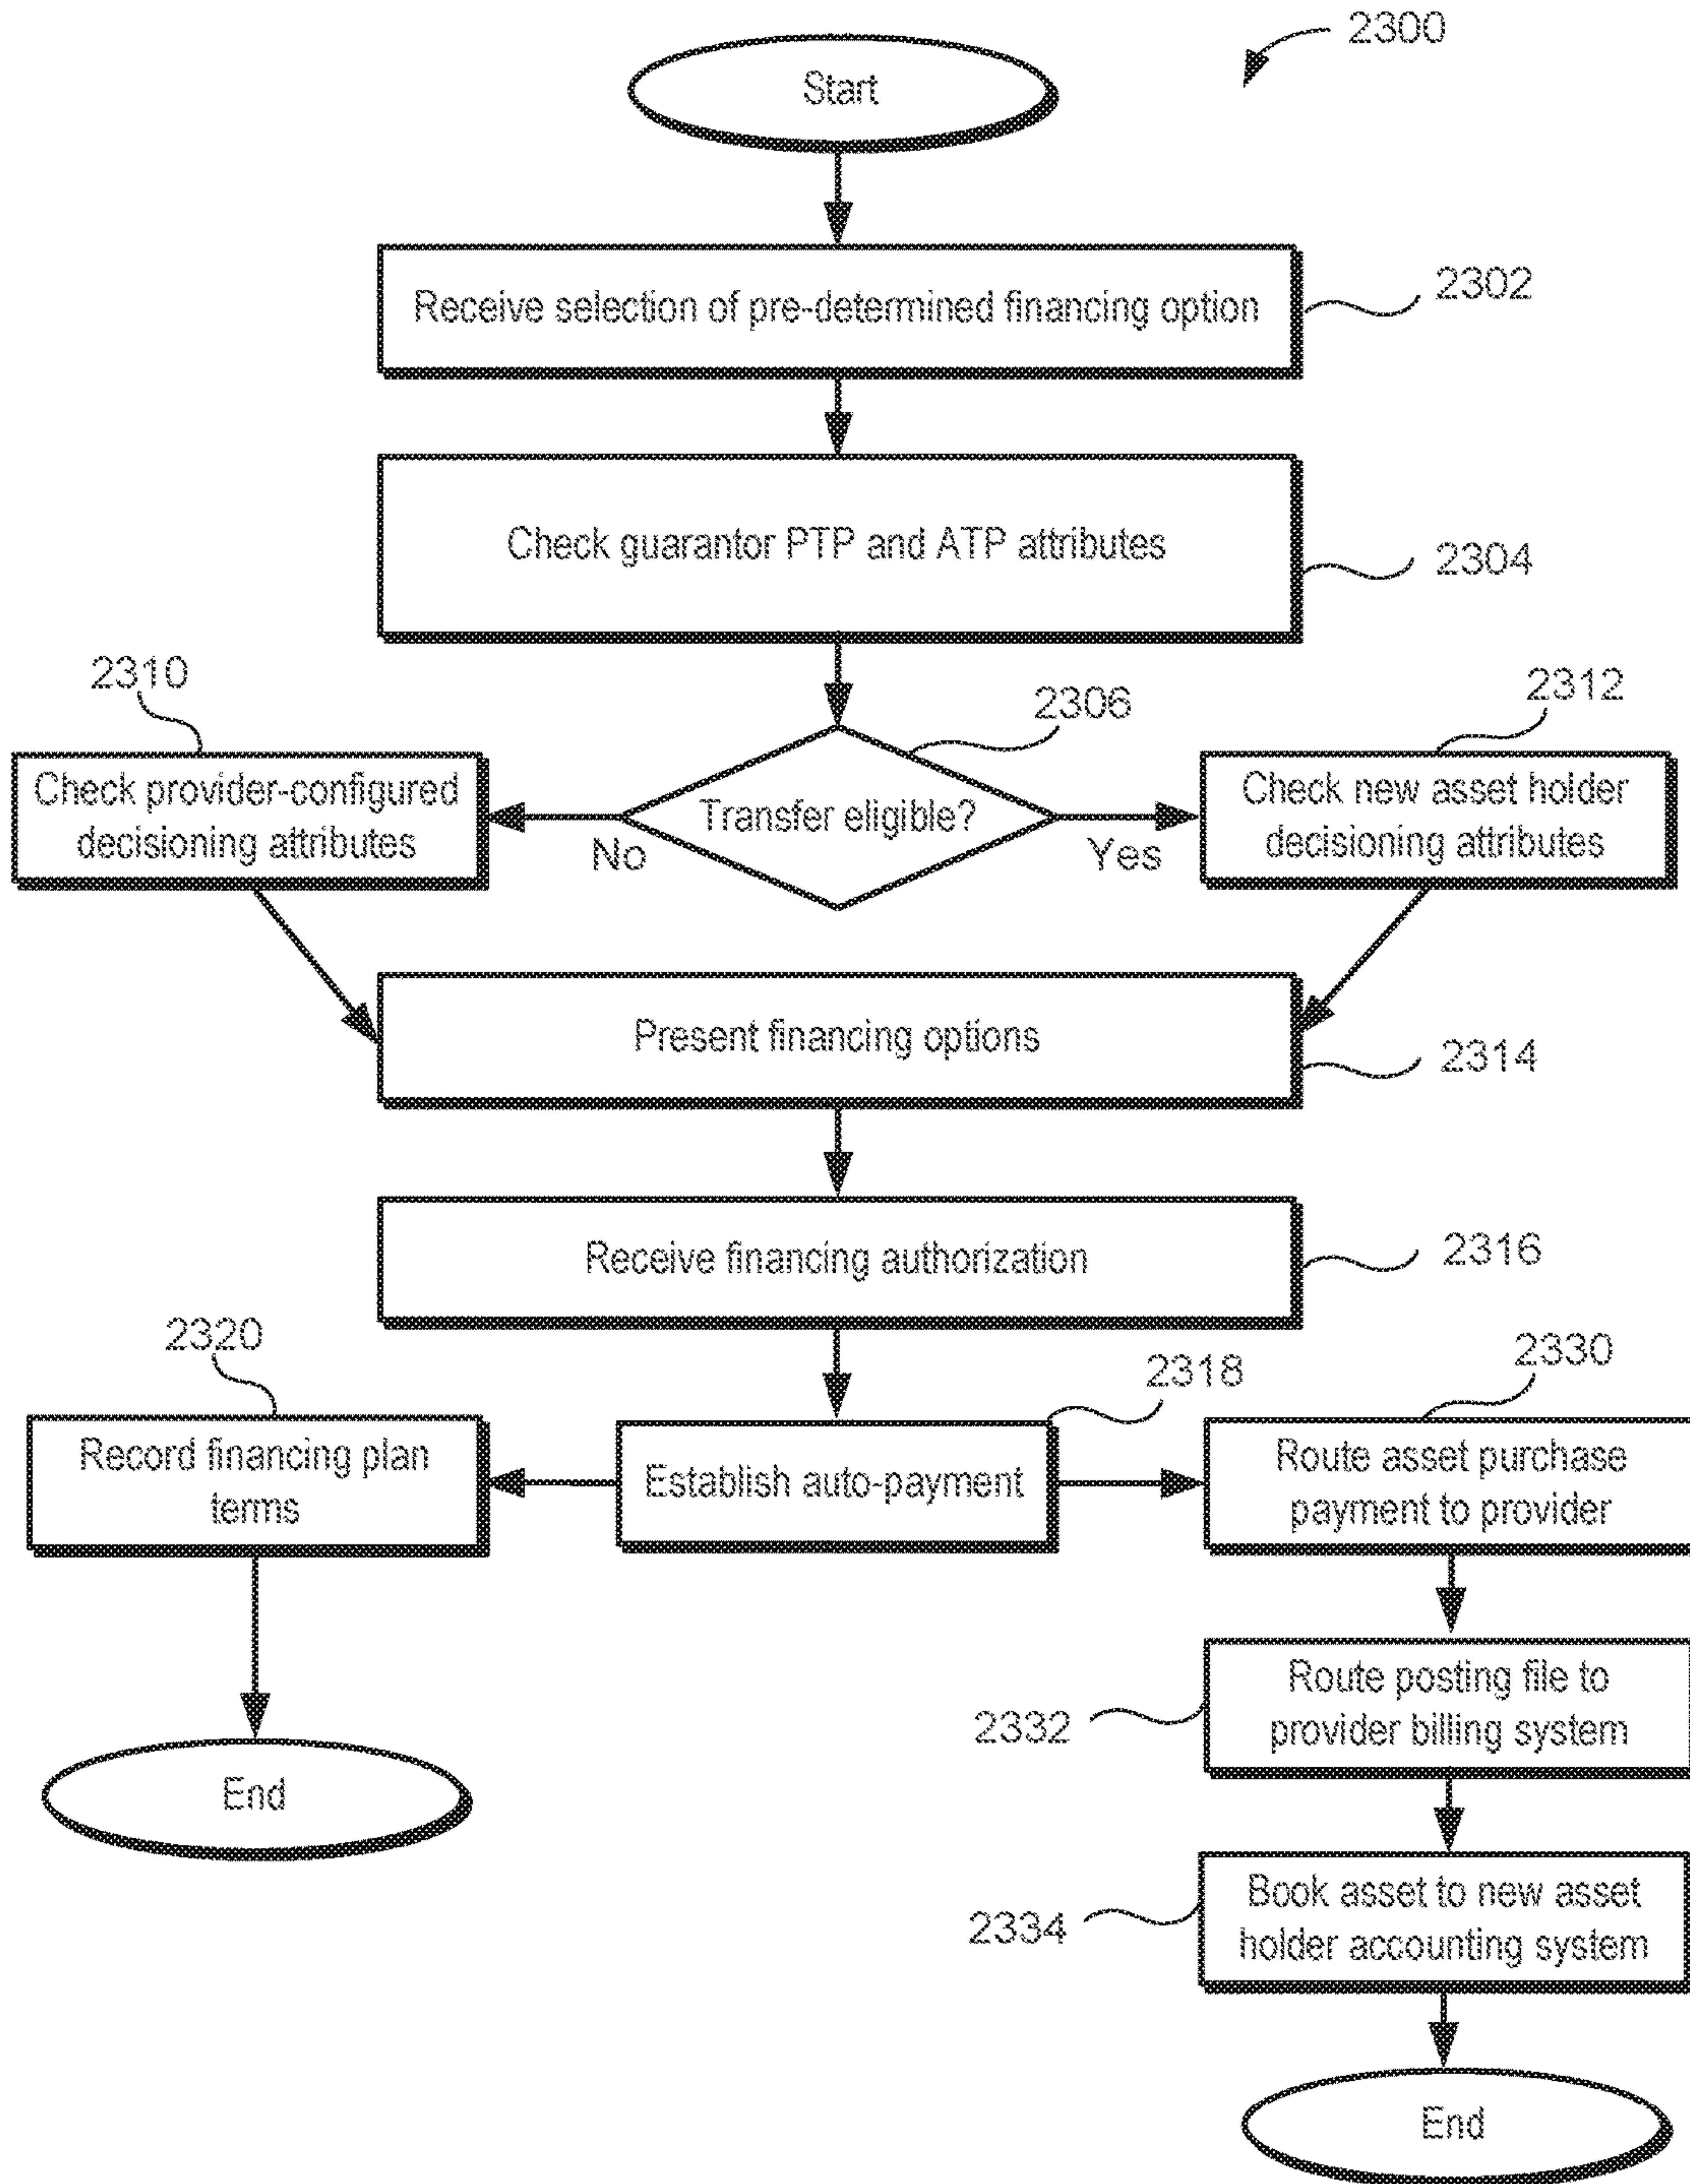 2300
Start
Receive selection of pre-determined financing option
2302
Check guarantor PTP and ATP attributes
2304
2310
2306
2312
Check provider-configured
decisioning attributes
No
Transfer eligible?
Yes
Check new asset holder
decisioning attributes
Present financing options
2314
Receive financing authorization
2316
2320
2318
2330
Record financing plan
terms
Establish auto-payment
Route asset purchase
payment to provider
2332
Route posting file to
provider billing system
End
2334
Book asset to new asset
holder accounting system
End